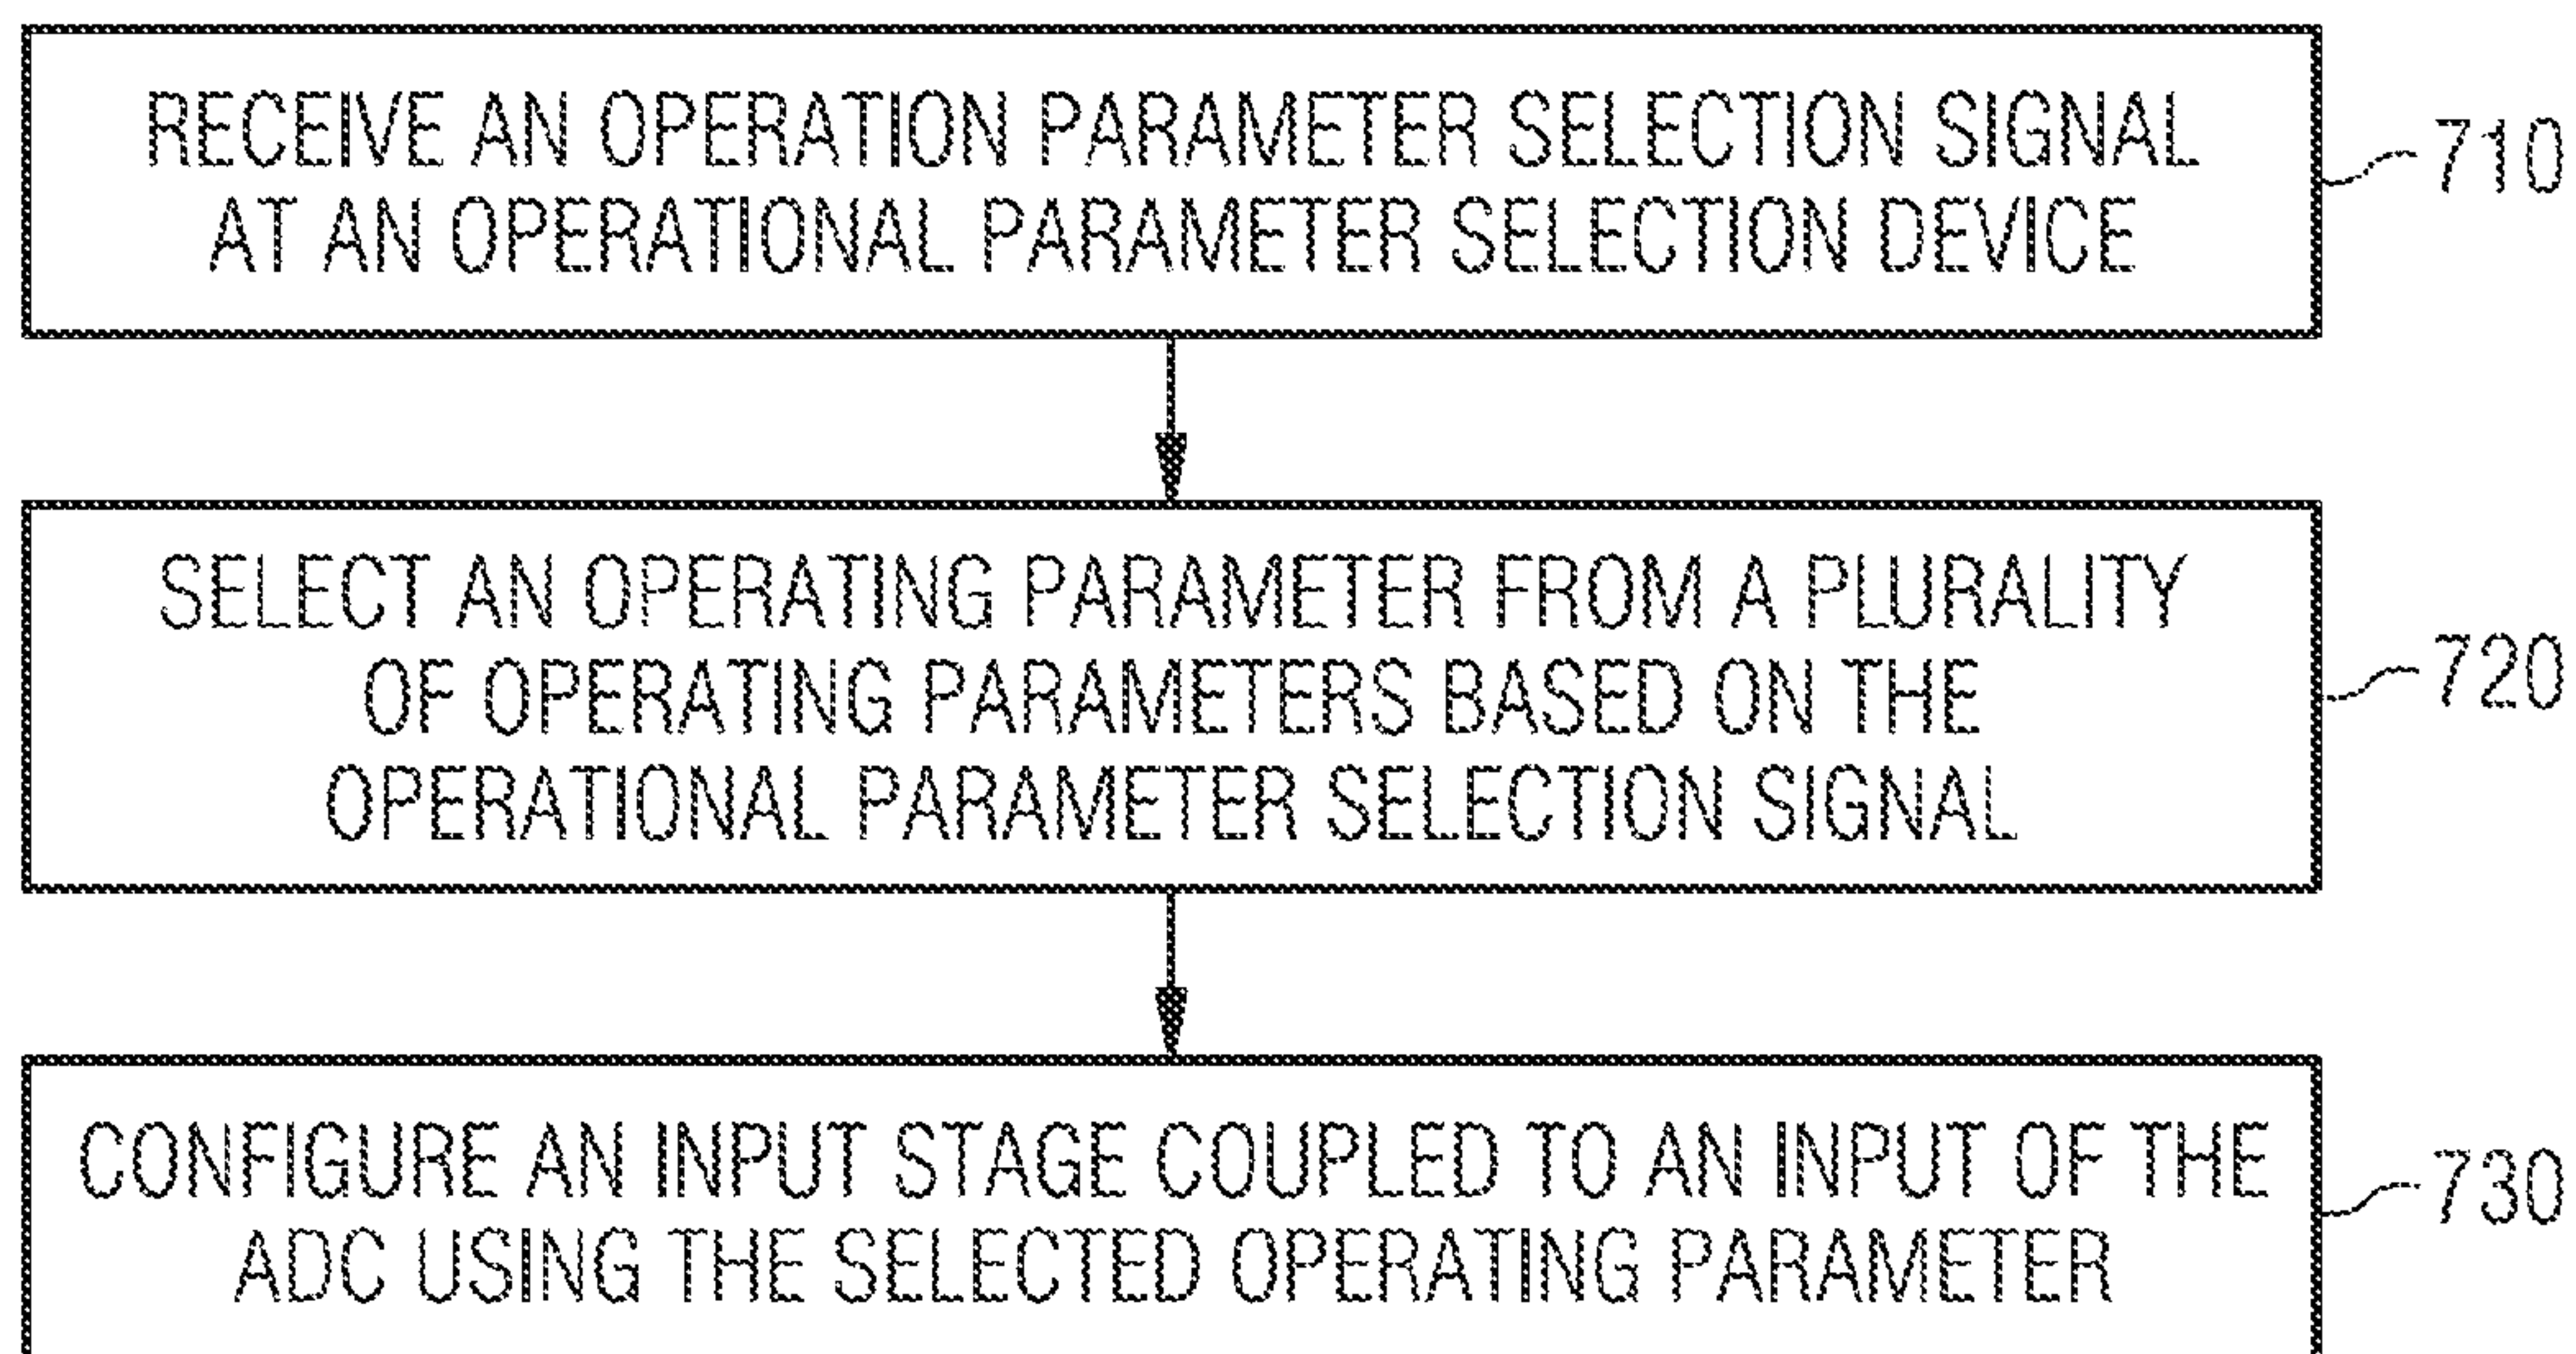 RECEIVE AN OPERATION PARAMETER SELECTION SIGNAL
AT AN OPERATIONAL PARAMETER SELECTION DEVICE
710
SELECT AN OPERATING PARAMETER FROM A PLURALITY
OF OPERATING PARAMETERS BASED ON THE
OPERATIONAL PARAMETER SELECTION SIGNAL
720
CONFIGURE AN INPUT STAGE COUPLED TO AN INPUT OF THE
ADC USING THE SELECTED OPERATING PARAMETER
730